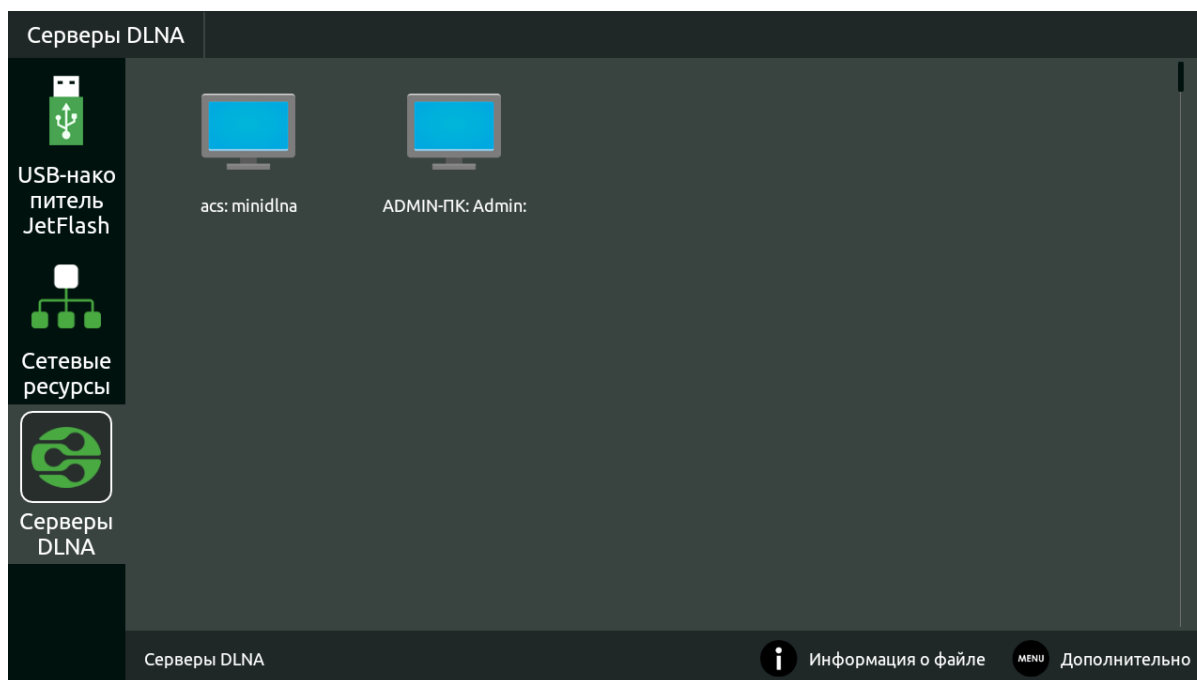 Серверы DLNA
USB-нако
питель
JetFlash
Сетевые
ресурсы
Серверы
DLNA
acs: minidlna
ADMIN-ПК: Admin:
Серверы DLNA
i Информация о файле
MENU Дополнительно